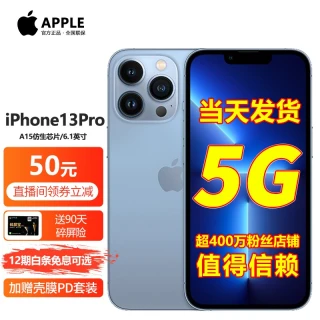 APPLE
官方正品·全国联保
iPhone13Pro
A15仿生芯片/6.1英寸
50元
直播间领券立减
送90天
碎屏险
12期白条免息可选
加赠壳膜PD套装
当天发货
5G
超400万粉丝店铺
值得信赖